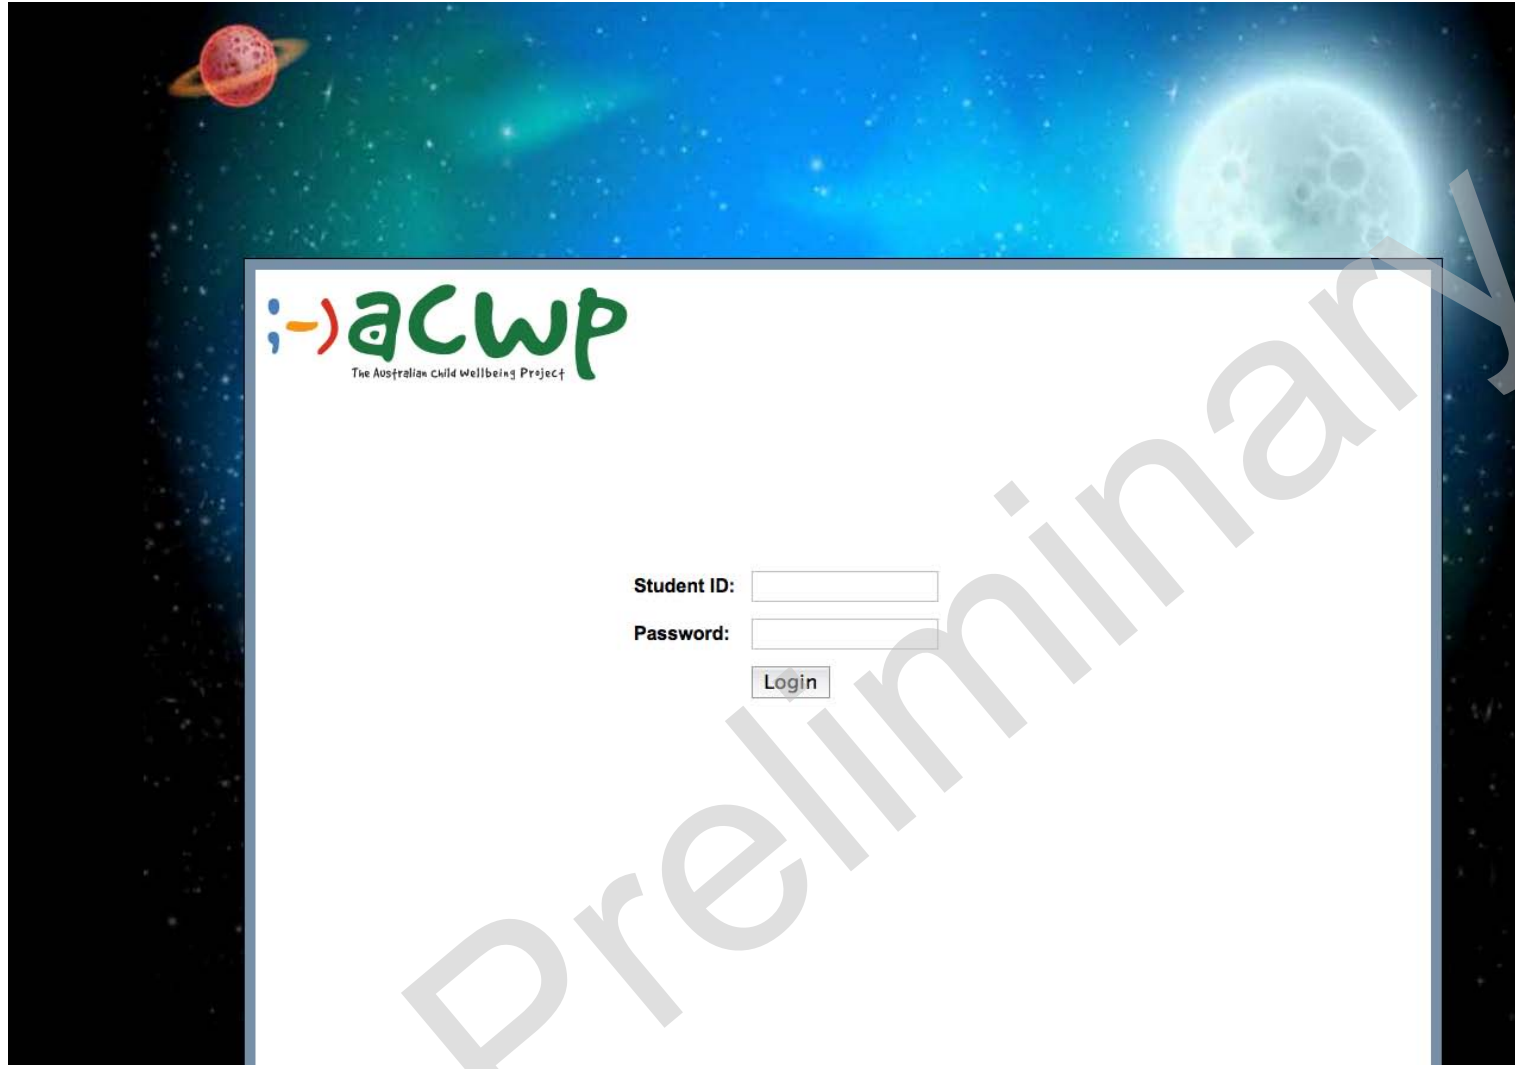 ;-) acwp
The Australian Child Wellbeing Project
Student ID:
Password:
Login
Preliminary